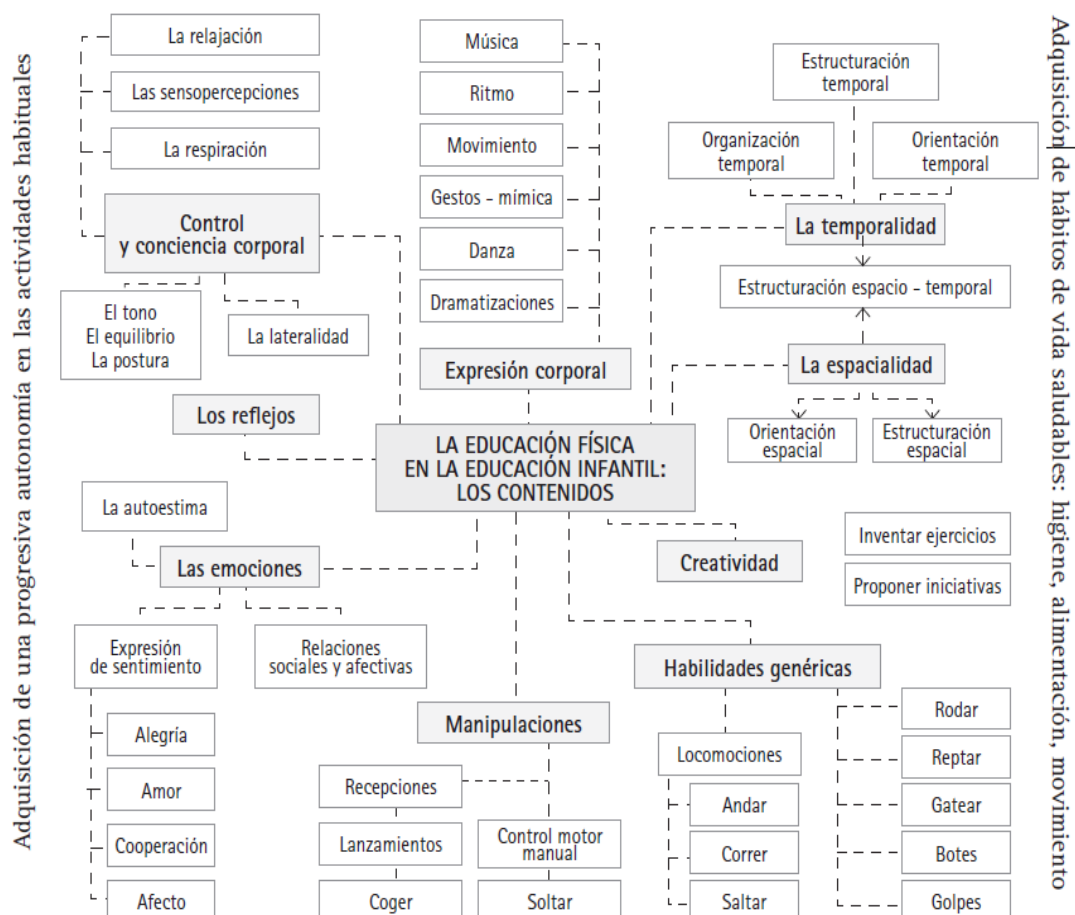 Adquisición de una progresiva autonomía en las actividades habituales
La relajación
Las sensopercepciones
La respiración
Control
y conciencia corporal
El tono
El equilibrio
La postura
La lateralidad
Los reflejos
Música
Ritmo
Movimiento
Gestos - mímica
Danza
Dramatizaciones
Expresión corporal
Estructuración
temporal
Organización
temporal
Orientación
temporal
La temporalidad
Estructuración espacio - temporal
La espacialidad
Orientación
espacial
Estructuración
espacial
LA EDUCACIÓN FÍSICA
EN LA EDUCACIÓN INFANTIL:
LOS CONTENIDOS
La autoestima
Las emociones
Expresión
de sentimiento
Relaciones
sociales y afectivas
Alegría
Amor
Cooperación
Afecto
Manipulaciones
Recepciones
Lanzamientos
Coger
Control motor
manual
Soltar
Creatividad
Inventar ejercicios
Proponer iniciativas
Habilidades genéricas
Locomociones
Andar
Correr
Saltar
Rodar
Reptar
Gatear
Botes
Golpes
Adquisición de hábitos de vida saludables: higiene, alimentación, movimiento